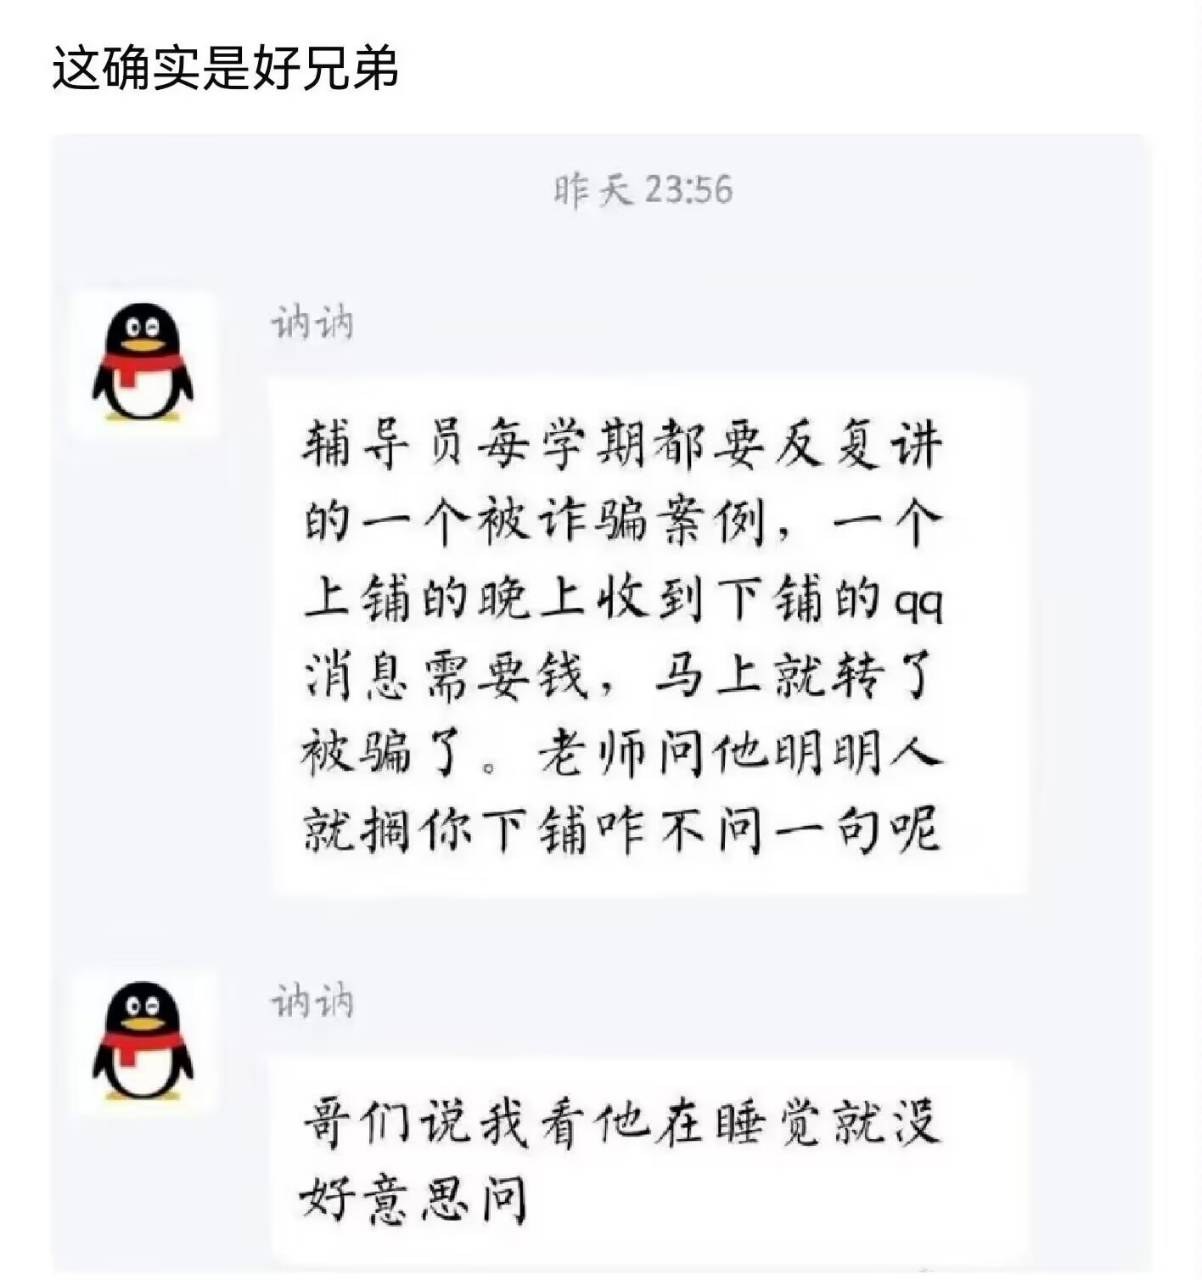 这确实是好兄弟
昨天 23:56
讷讷
辅导员每学期都要反复讲
的一个被诈骗案例，一个
上铺的晚上收到下铺的qq
消息需要钱，马上就转了
被骗了。老师问他明明人
就搁你下铺咋不问一句呢
讷讷
哥们说我看他在睡觉就没
好意思问